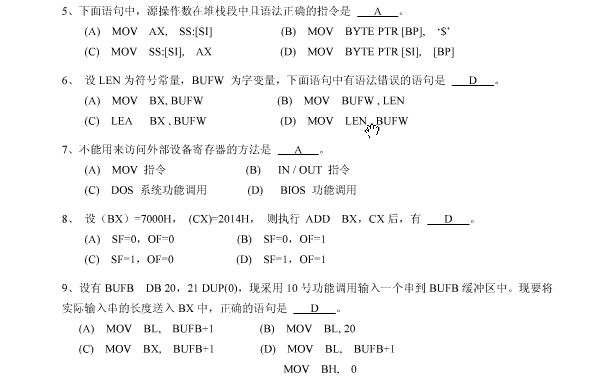 5、下面语句中，源操作数在堆栈段中且语法正确的指令是 A 。
(A) MOV AX, SS:[SI] (B) MOV BYTE PTR [BP], ‘$’
(C) MOV SS:[SI], AX (D) MOV BYTE PTR [SI], [BP]
6、 设 LEN 为符号常量，BUFW 为字变量，下面语句中有语法错误的语句是 D 。
(A) MOV BX, BUFW (B) MOV BUFW , LEN
(C) LEA BX , BUFW (D) MOV LEN , BUFW
7、不能用来访问外部设备寄存器的方法是 A 。
(A) MOV 指令 (B) IN / OUT 指令
(C) DOS 系统功能调用 (D) BIOS 功能调用
8、 设（BX）=7000H， (CX)=2014H， 则执行 ADD BX，CX 后，有 D 。
(A) SF=0，OF=0 (B) SF=0，OF=1
(C) SF=1，OF=0 (D) SF=1，OF=1
9、设有 BUFB DB 20，21 DUP(0)，现采用 10 号功能调用输入一个串到 BUFB 缓冲区中。现要将
实际输入串的长度送入 BX 中，正确的语句是 D 。
(A) MOV BL, BUFB+1 (B) MOV BL, 20
(C) MOV BX, BUFB+1 (D) MOV BL, BUFB+1
MOV BH, 0